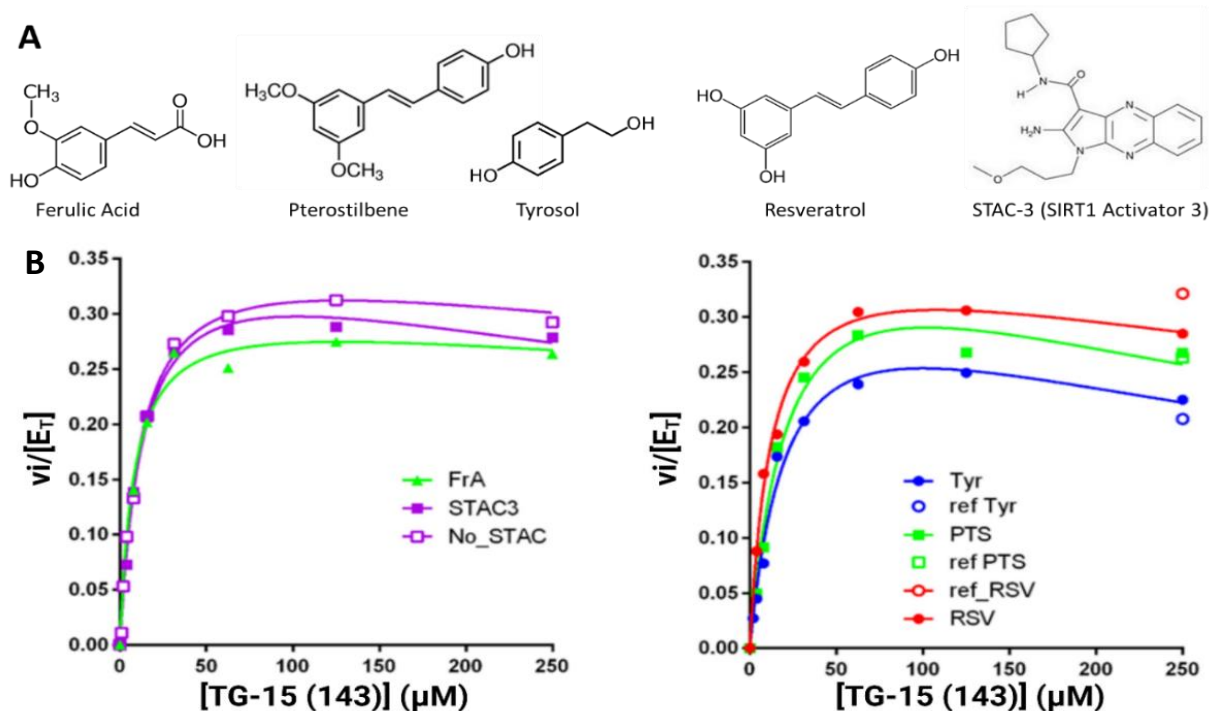 A
CH₃
O
HO
O
OH
H₃CO
OCH₃
OH
HO
OH
HO
OH
OH
N
H
O
H₂N
N
N
N
O
Ferulic Acid
Pterostilbene
Tyrosol
Resveratrol
STAC-3 (SIRT1 Activator 3)
B
vi/[E_T]
0.35
0.30
0.25
0.20
0.15
0.10
0.05
0.00
0 50 100 150 200 250
[TG-15 (143)] (μM)
FrA
STAC3
No_STAC
vi/[E_T]
0.35
0.30
0.25
0.20
0.15
0.10
0.05
0.00
0 50 100 150 200 250
[TG-15 (143)] (μM)
Tyr
ref Tyr
PTS
ref PTS
ref_RSV
RSV